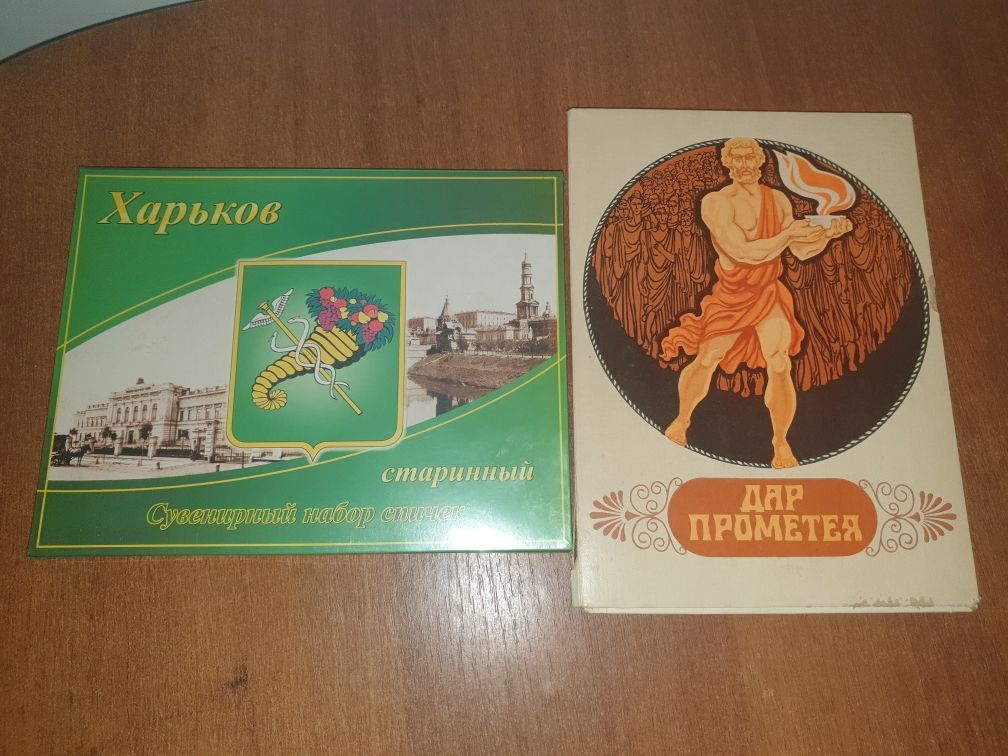 Харьков
старинный
Сувенирный набор спичек
ДАР
ПРОМЕТЕЯ